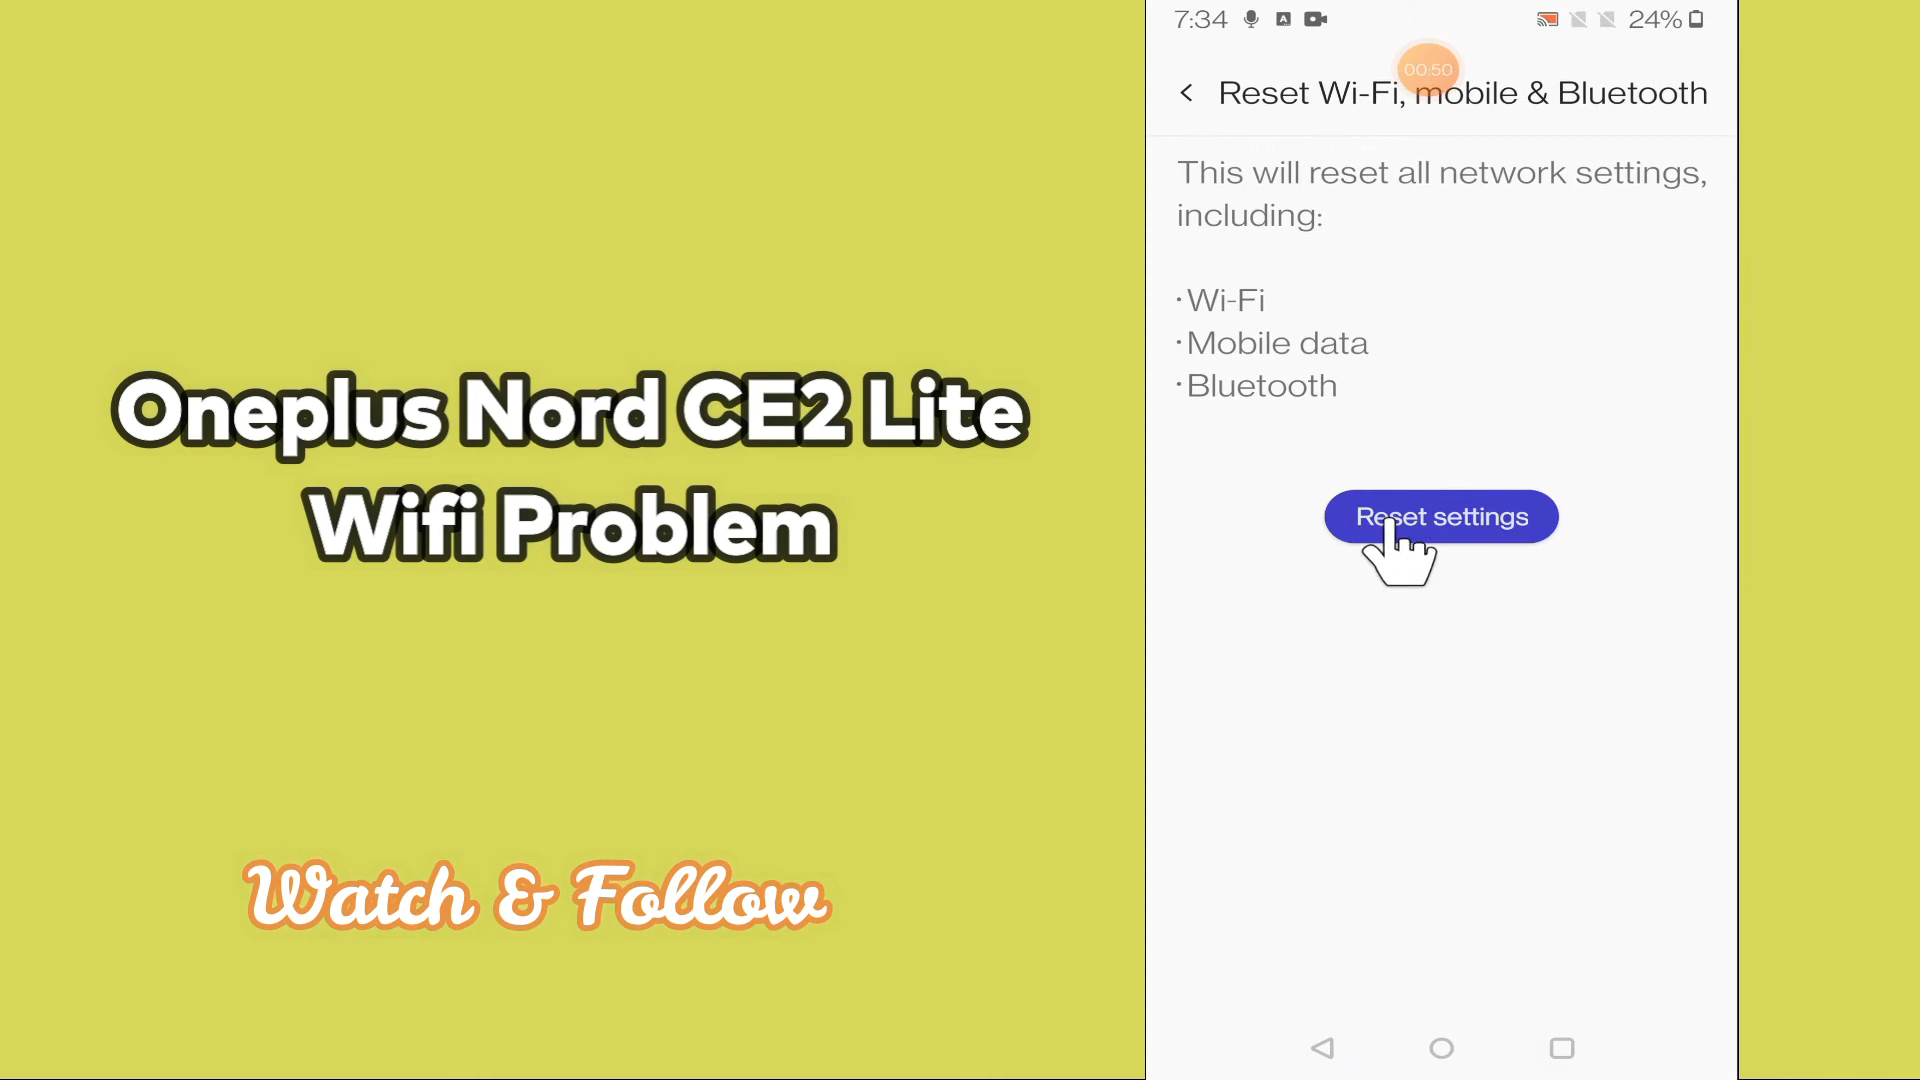 Oneplus Nord CE2 Lite
Wifi Problem
Watch & Follow
7:34
A
24%
00:50
Reset Wi-Fi, mobile & Bluetooth
This will reset all network settings,
including:
·Wi-Fi
·Mobile data
·Bluetooth
Reset settings